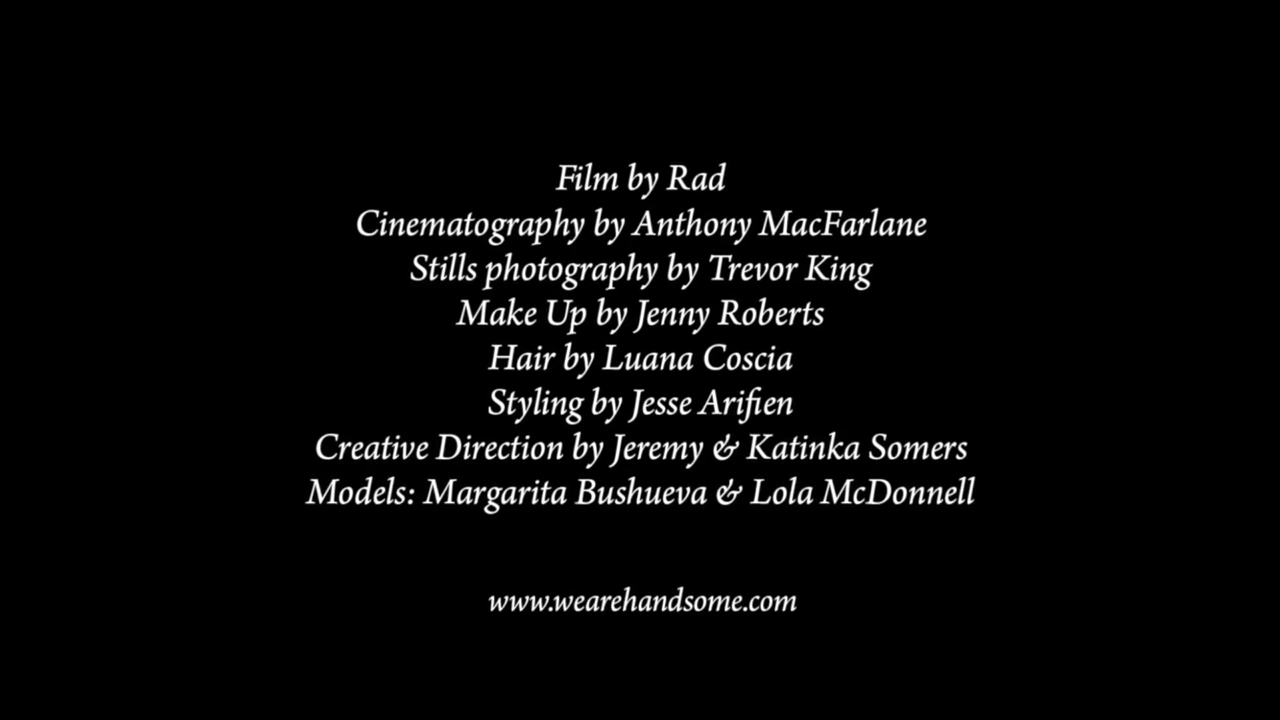 Film by Rad
Cinematography by Anthony MacFarlane
Stills photography by Trevor King
Make Up by Jenny Roberts
Hair by Luana Coscia
Styling by Jesse Arifien
Creative Direction by Jeremy & Katinka Somers
Models: Margarita Bushueva & Lola McDonnell
www.wearehandsome.com